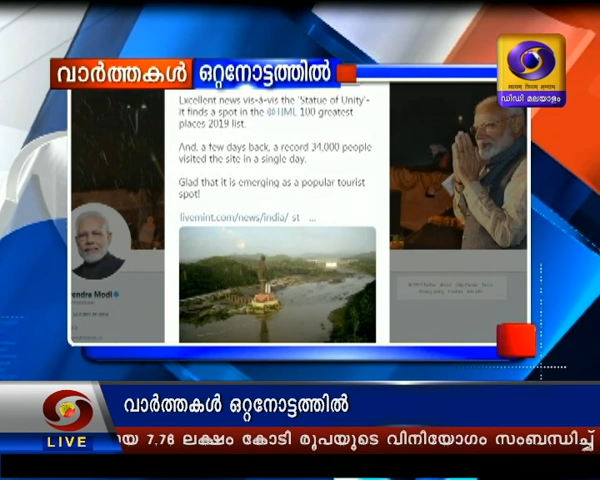 വാർത്തകൾ ഒറ്റനോട്ടത്തിൽ
ഡിഡി മലയാളം
Excellent news vis-à-vis the 'Statue of Unity'-
it finds a spot in the @TIME 100 greatest
places 2019 list.
And, a few days back, a record 34,000 people
visited the site in a single day.
Glad that it is emerging as a popular tourist
spot!
livemint.com/news/india/ st ...
endra Modi
വാർത്തകൾ ഒറ്റനോട്ടത്തിൽ
LIVE
യ 7.76 ലക്ഷം കോടി രൂപയുടെ വിനിയോഗം സംബന്ധിച്ച്